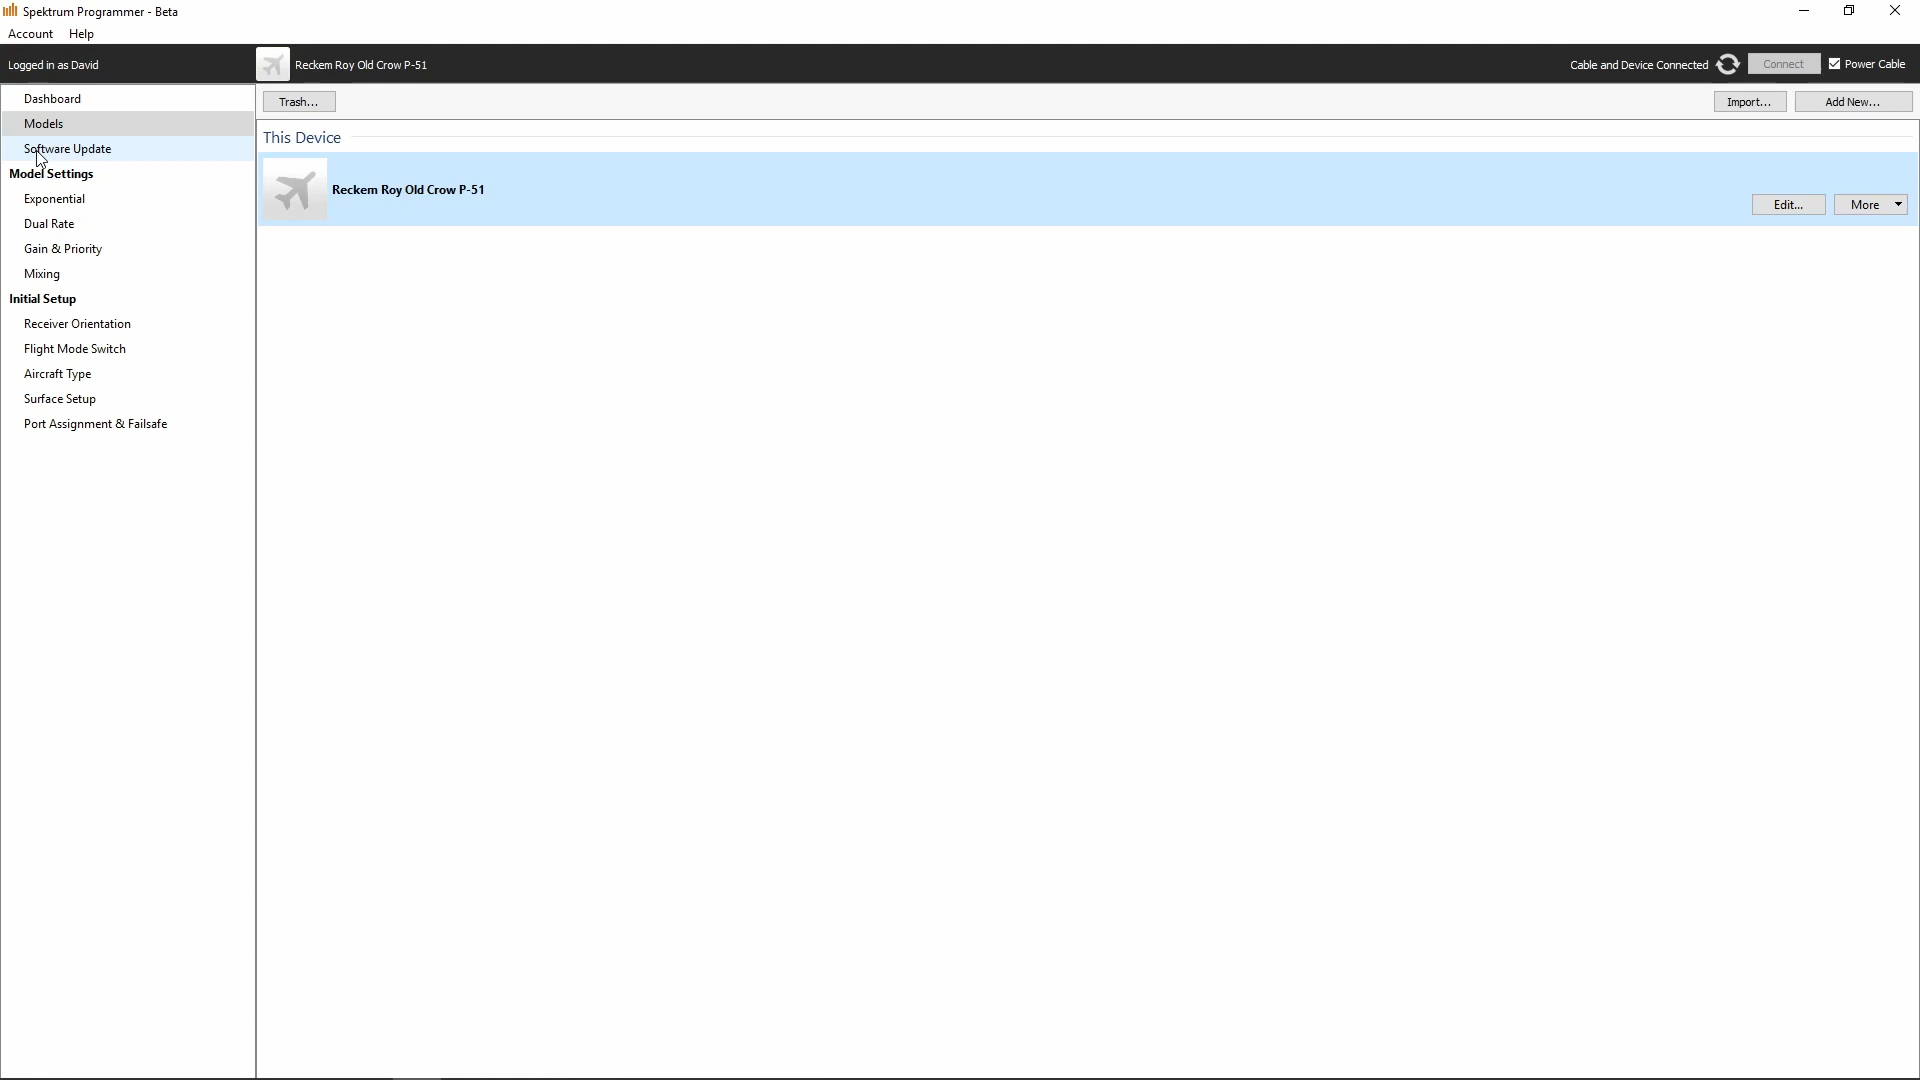 Spektrum Programmer - Beta
Account Help
Logged in as David
Reckem Roy Old Crow P-51
Cable and Device Connected
Connect
Power Cable
Dashboard
Models
Software Update
Model Settings
Exponential
Dual Rate
Gain & Priority
Mixing
Initial Setup
Receiver Orientation
Flight Mode Switch
Aircraft Type
Surface Setup
Port Assignment & Failsafe
Trash...
Import...
Add New...
This Device
Reckem Roy Old Crow P-51
Edit...
More